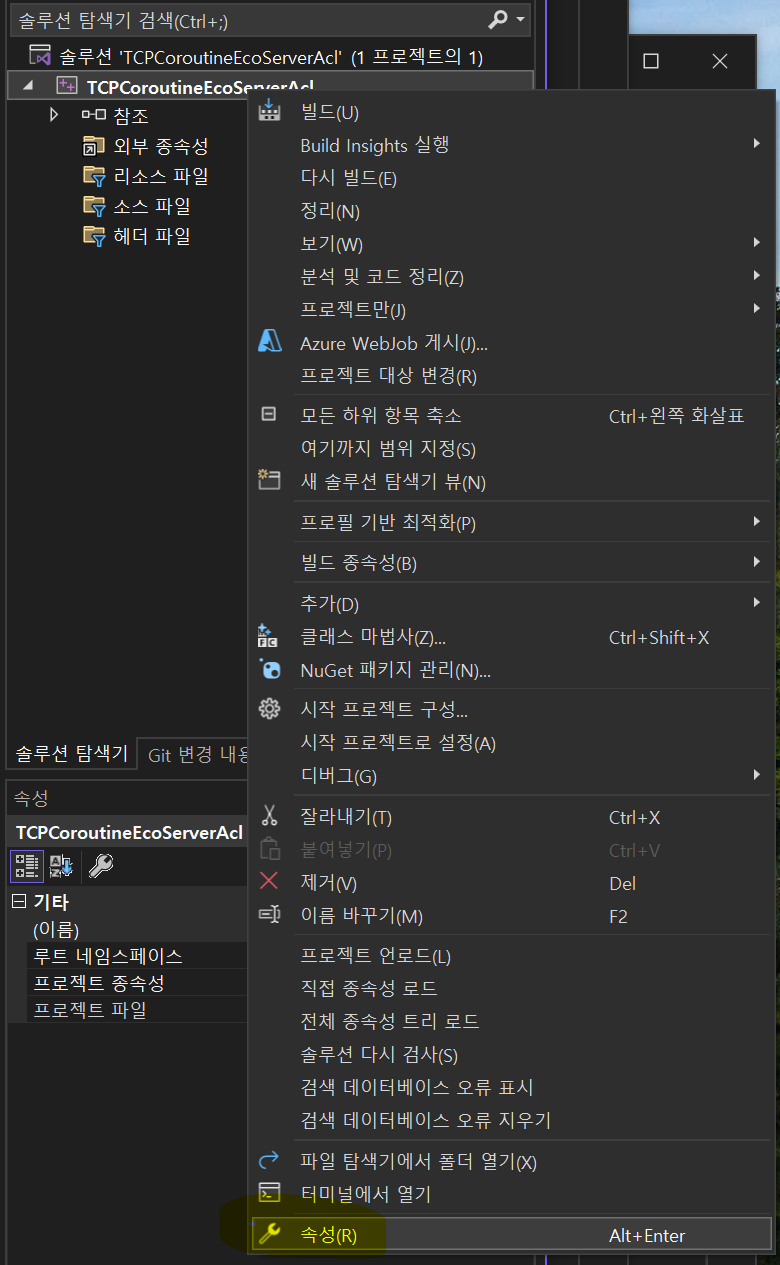 솔루션 탐색기 검색(Ctrl+;)
솔루션 'TCPCoroutineEcoServerAcl' (1 프로젝트의 1)
TCPCoroutineEcoServerAcl
참조
외부 종속성
리소스 파일
소스 파일
헤더 파일
빌드(U)
Build Insights 실행
다시 빌드(E)
정리(N)
보기(W)
분석 및 코드 정리(Z)
프로젝트만(J)
Azure WebJob 게시(J)...
프로젝트 대상 변경(R)
모든 하위 항목 축소 Ctrl+왼쪽 화살표
여기까지 범위 지정(S)
새 솔루션 탐색기 뷰(N)
프로필 기반 최적화(P)
빌드 종속성(B)
추가(D)
클래스 마법사(Z)... Ctrl+Shift+X
NuGet 패키지 관리(N)...
시작 프로젝트 구성...
시작 프로젝트로 설정(A)
디버그(G)
잘라내기(T) Ctrl+X
붙여넣기(P) Ctrl+V
제거(V) Del
이름 바꾸기(M) F2
프로젝트 언로드(L)
직접 종속성 로드
전체 종속성 트리 로드
솔루션 다시 검사(S)
검색 데이터베이스 오류 표시
검색 데이터베이스 오류 지우기
파일 탐색기에서 폴더 열기(X)
터미널에서 열기
속성(R) Alt+Enter
솔루션 탐색기 Git 변경 내용
속성
TCPCoroutineEcoServerAcl
기타
(이름)
루트 네임스페이스
프로젝트 종속성
프로젝트 파일